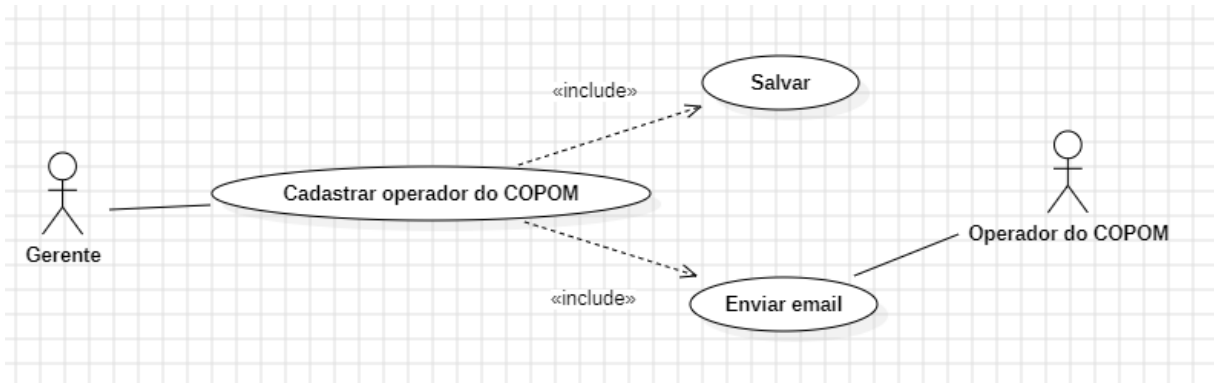 Salvar
«include»
Cadastrar operador do COPOM
Operador do COPOM
Gerente
«include»
Enviar email